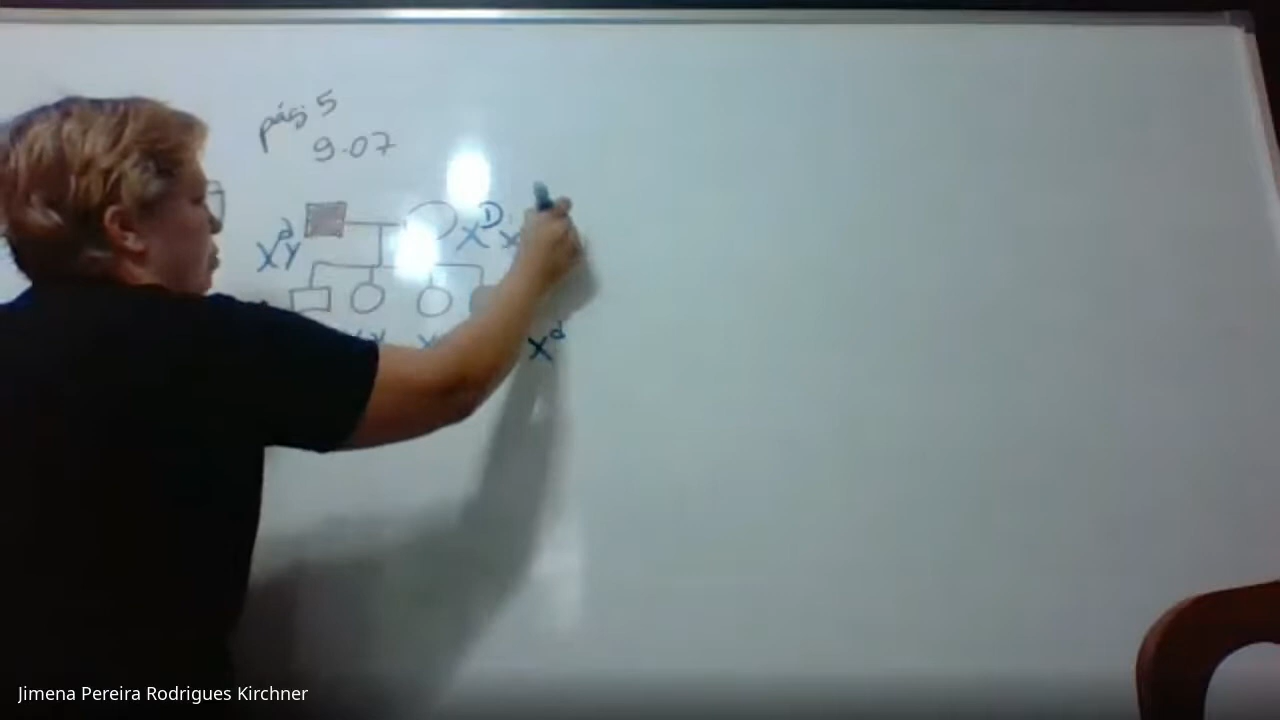 pág 5
9.07
X^d Y X^D X
X
X^d
Jimena Pereira Rodrigues Kirchner